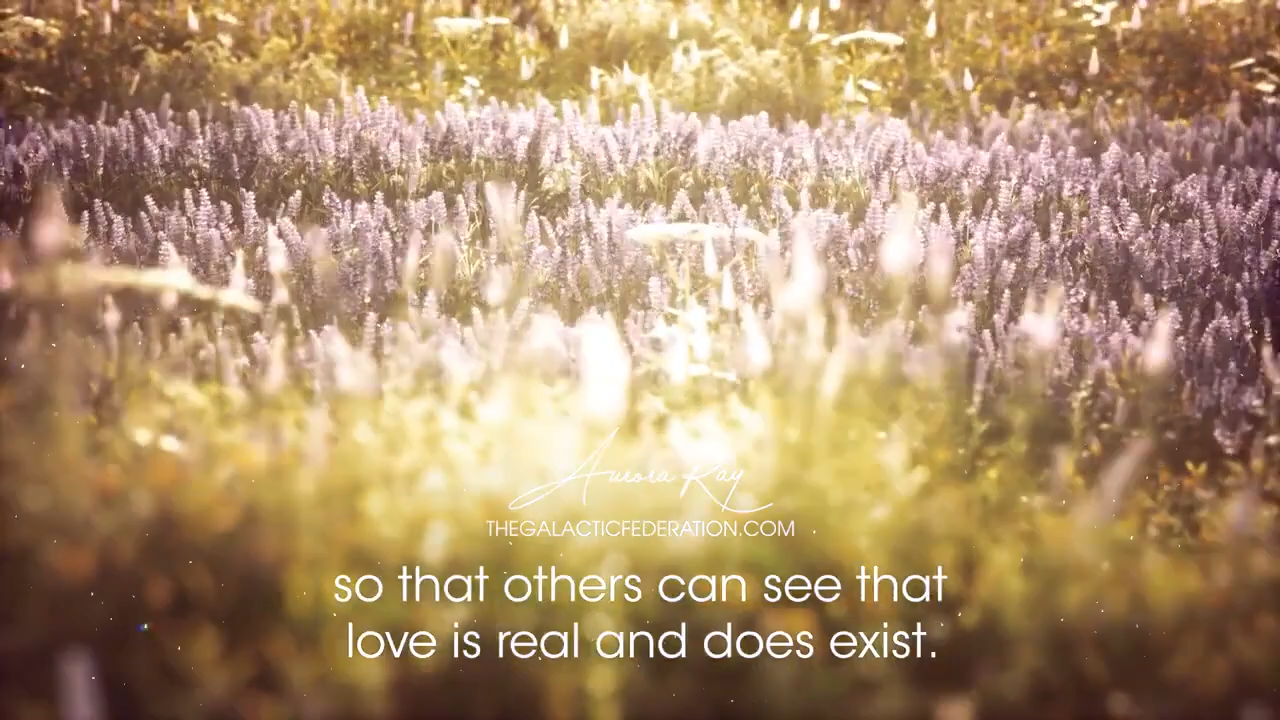 Aurora Ray
THEGALACTICFEDERATION.COM
so that others can see that
love is real and does exist.